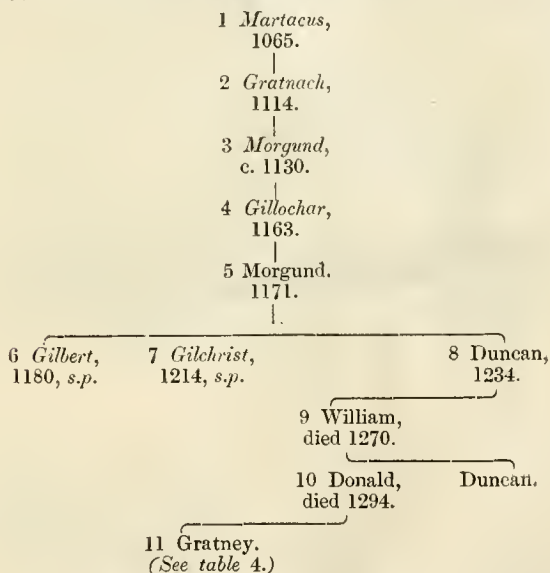 1 Martacus,
1065.
2 Gratnach,
1114.
3 Morgund,
c. 1130.
4 Gillochar,
1163.
5 Morgund.
1171.
6 Gilbert, 7 Gilchrist, 8 Duncan,
1180, s.p. 1214, s.p. 1234.
9 William,
died 1270.
10 Donald, Duncan.
died 1294.
11 Gratney.
(See table 4.)